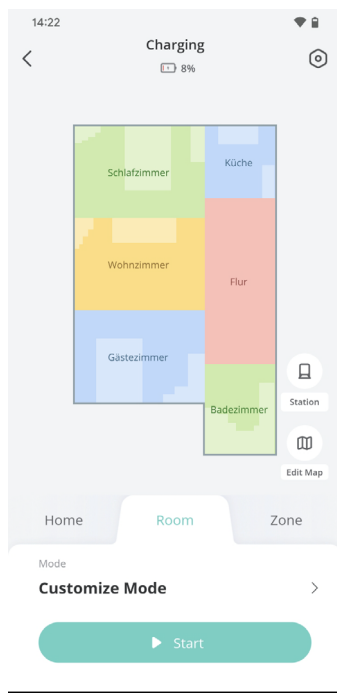 14:22
Charging
8%
Schlafzimmer
Küche
Wohnzimmer
Flur
Gästezimmer
Badezimmer
Station
Edit Map
Home
Room
Zone
Mode
Customize Mode
Start